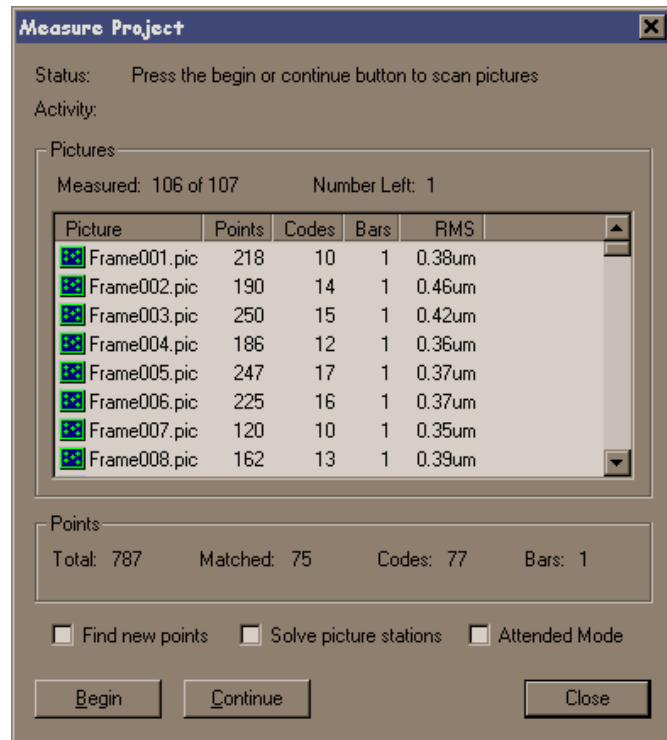 Measure Project
Status: Press the begin or continue button to scan pictures
Activity:
Pictures
Measured: 106 of 107 Number Left: 1
Picture Points Codes Bars RMS
Frame001.pic 218 10 1 0.38um
Frame002.pic 190 14 1 0.46um
Frame003.pic 250 15 1 0.42um
Frame004.pic 186 12 1 0.36um
Frame005.pic 247 17 1 0.37um
Frame006.pic 225 16 1 0.37um
Frame007.pic 120 10 1 0.35um
Frame008.pic 162 13 1 0.39um
Points
Total: 787 Matched: 75 Codes: 77 Bars: 1
Find new points Solve picture stations Attended Mode
Begin Continue Close